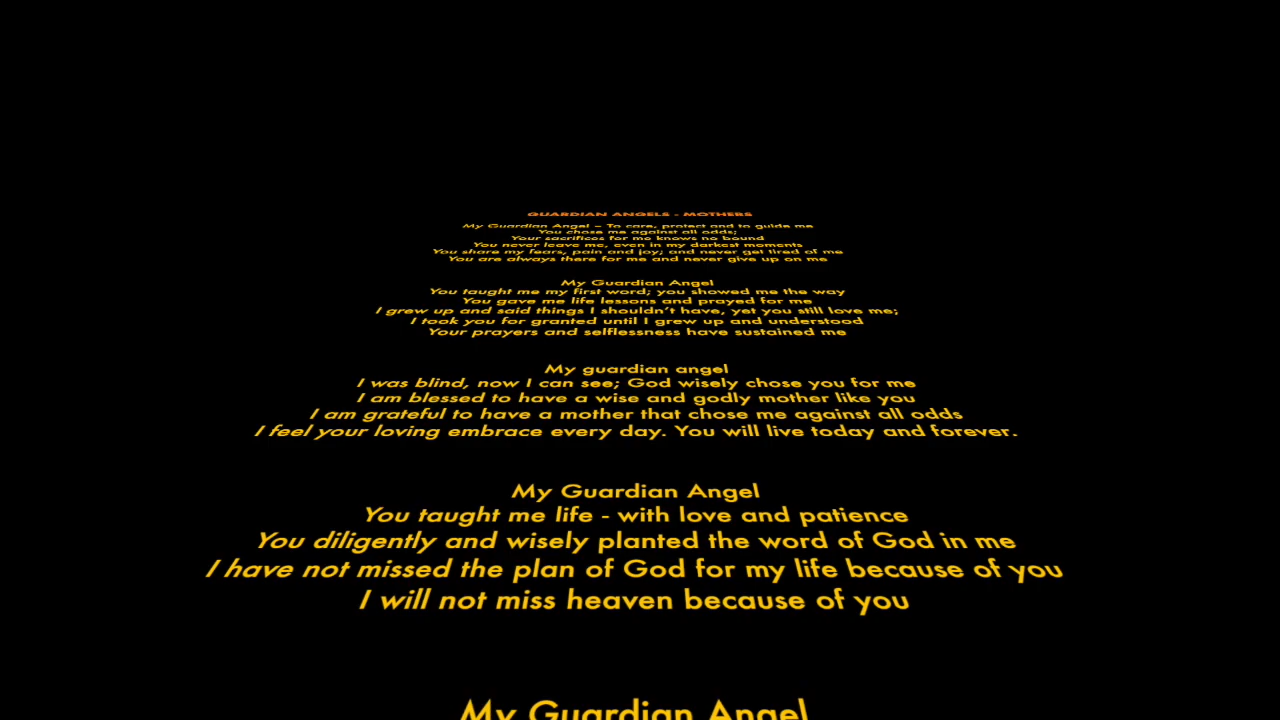 GUARDIAN ANGELS - MOTHERS
My Guardian Angel – To care, protect and to guide me
You chose me against all odds;
Your sacrifices for me knows no bound
You never leave me, even in my darkest moments
You share my fears, pain and joy; and never get tired of me
You are always there for me and never give up on me
My Guardian Angel
You taught me my first word; you showed me the way
You gave me life lessons and prayed for me
I grew up and said things I shouldn't have, yet you still love me;
I took you for granted until I grew up and understood
Your prayers and selflessness have sustained me
My guardian angel
I was blind, now I can see; God wisely chose you for me
I am blessed to have a wise and godly mother like you
I am grateful to have a mother that chose me against all odds
I feel your loving embrace every day. You will live today and forever.
My Guardian Angel
You taught me life - with love and patience
You diligently and wisely planted the word of God in me
I have not missed the plan of God for my life because of you
I will not miss heaven because of you
My Guardian Angel